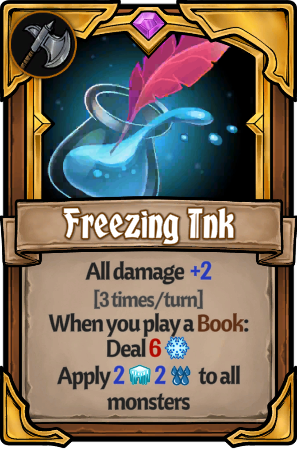 Freezing Ink
All damage +2
[3 times/turn]
When you play a Book:
Deal 6
Apply 2 2 to all
monsters